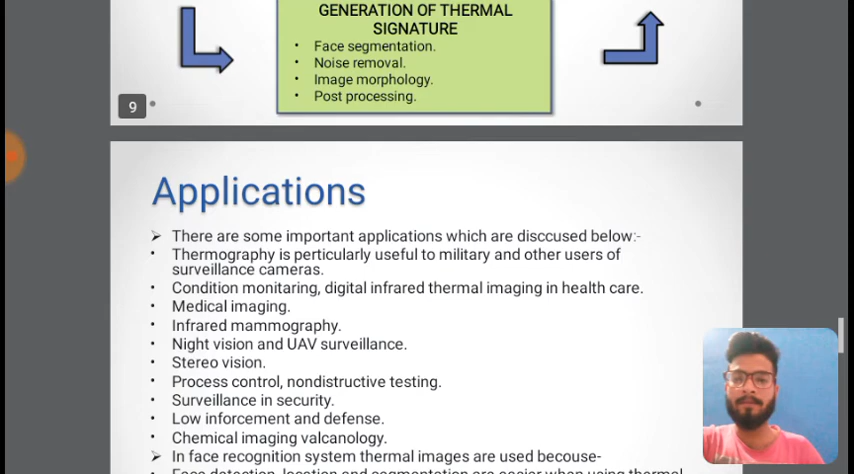 GENERATION OF THERMAL
SIGNATURE
• Face segmentation.
• Noise removal.
• Image morphology.
• Post processing.
9
Applications
➢ There are some important applications which are disccused below:-
• Thermography is perticularly useful to military and other users of
surveillance cameras.
• Condition monitaring, digital infrared thermal imaging in health care.
• Medical imaging.
• Infrared mammography.
• Night vision and UAV surveillance.
• Stereo vision.
• Process control, nondistructive testing.
• Surveillance in security.
• Low inforcement and defense.
• Chemical imaging valcanology.
➢ In face recognition system thermal images are used becouse-
Face detection, location and segmentation are easier when using thermal